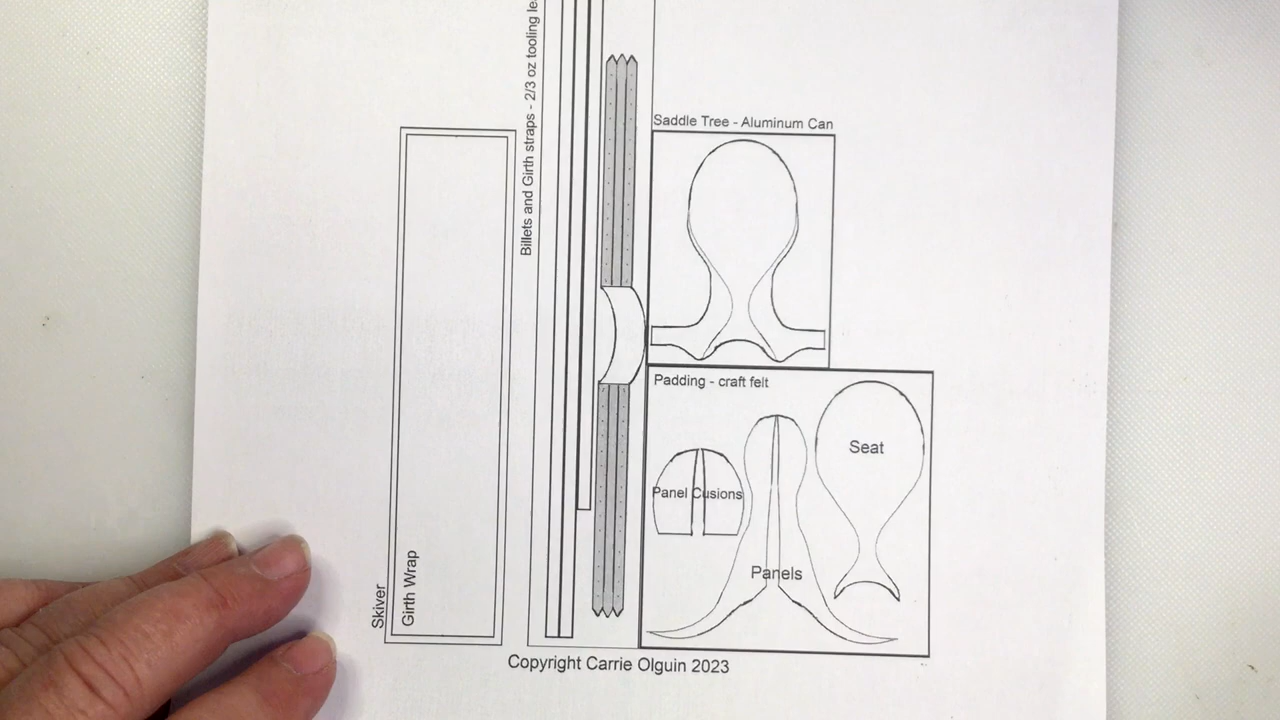 Skiver
Girth Wrap
Billets and Girth straps - 2/3 oz tooling
Saddle Tree - Aluminum Can
Padding - craft felt
Panel Cusions
Panels
Seat
Copyright Carrie Olguin 2023